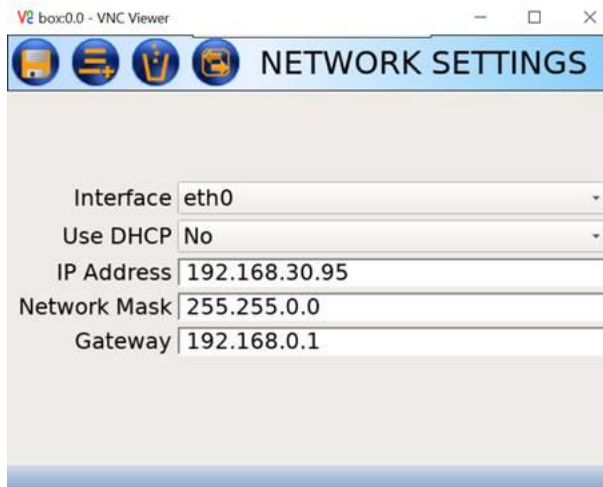 box:0.0 - VNC Viewer
NETWORK SETTINGS
Interface eth0
Use DHCP No
IP Address 192.168.30.95
Network Mask 255.255.0.0
Gateway 192.168.0.1